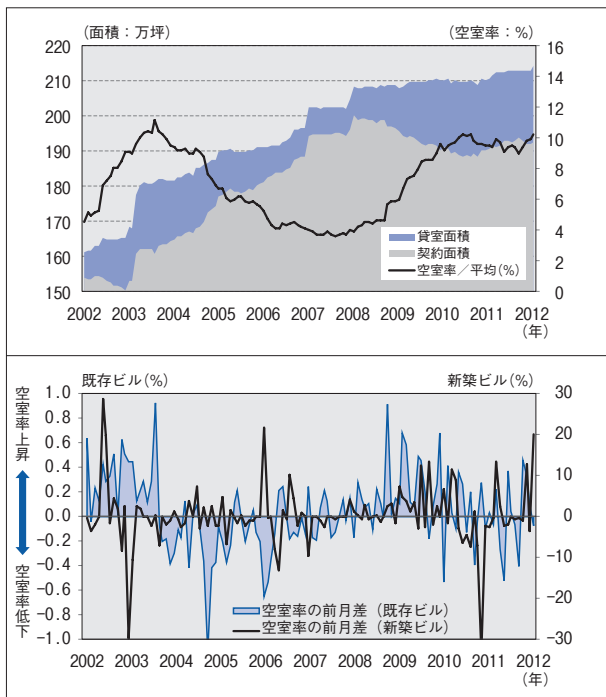 (面積：万坪) (空室率：%)
220 16
210 14
200 12
190 10
180 8
170 6
160 4
150 2
0
貸室面積
契約面積
空室率／平均(%)
2002 2003 2004 2005 2006 2007 2008 2009 2010 2011 2012
(年)
既存ビル(%) 新築ビル(%)
空室率上昇
空室率低下
1.0 30
0.8
0.6 20
0.4
0.2 10
0.0 0
−0.2
−0.4 −10
−0.6
−0.8 −20
−1.0 −30
空室率の前月差（既存ビル）
空室率の前月差（新築ビル）
2002 2003 2004 2005 2006 2007 2008 2009 2010 2011 2012
(年)